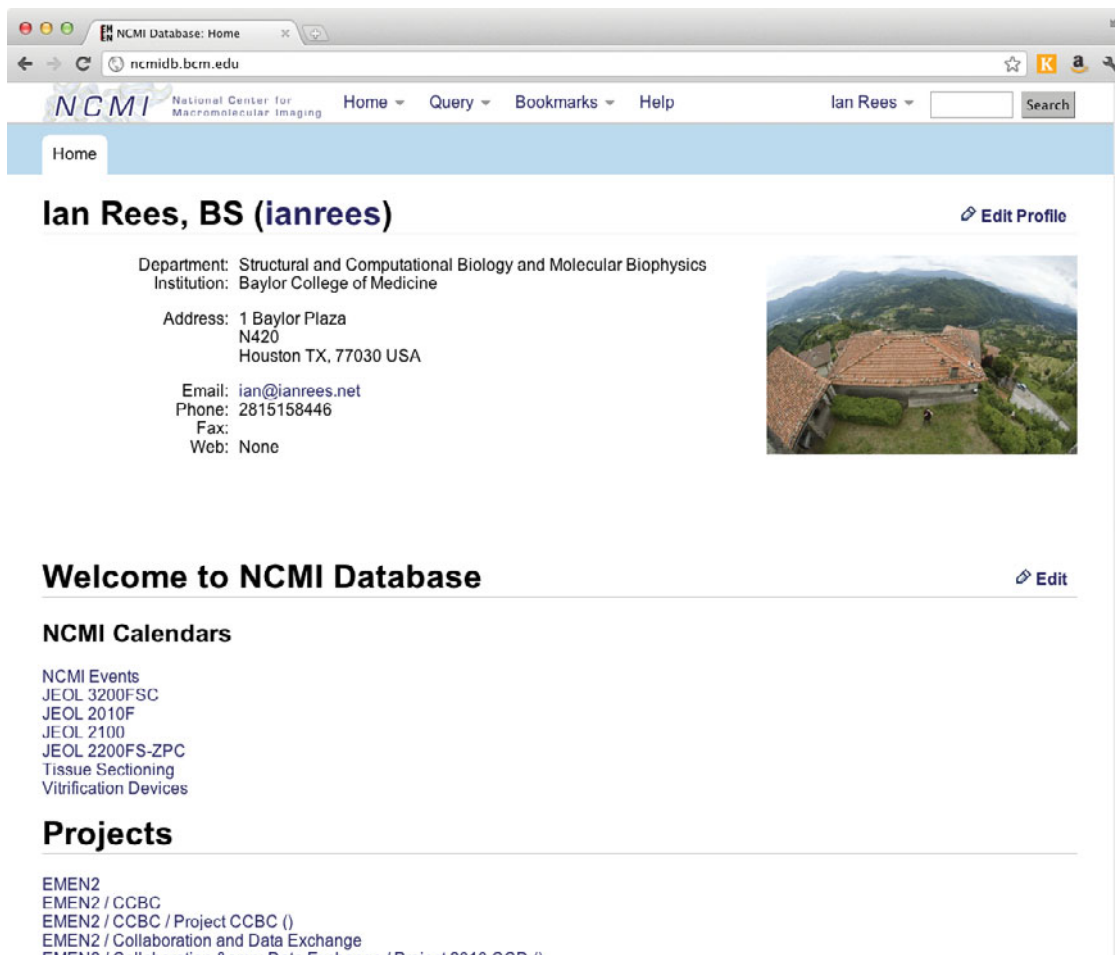 NCMI Database: Home
ncmidb.bcm.edu
NCMI National Center for Macromolecular Imaging Home Query Bookmarks Help Ian Rees Search
Home
Ian Rees, BS (ianrees) Edit Profile
Department: Structural and Computational Biology and Molecular Biophysics
Institution: Baylor College of Medicine
Address: 1 Baylor Plaza
N420
Houston TX, 77030 USA
Email: ian@ianrees.net
Phone: 2815158446
Fax:
Web: None
Welcome to NCMI Database Edit
NCMI Calendars
NCMI Events
JEOL 3200FSC
JEOL 2010F
JEOL 2100
JEOL 2200FS-ZPC
Tissue Sectioning
Vitrification Devices
Projects
EMEN2
EMEN2 / CCBC
EMEN2 / CCBC / Project CCBC ()
EMEN2 / Collaboration and Data Exchange